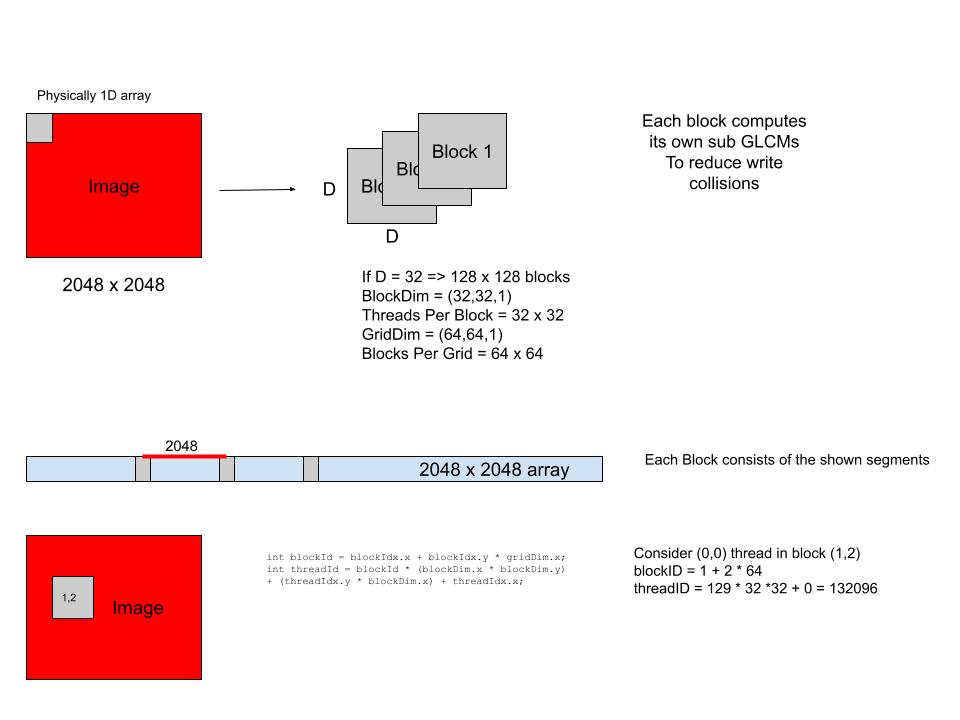 Physically 1D array
Image
2048 x 2048
D
D
Block 1
Blo
Blo
Each block computes
its own sub GLCMs
To reduce write
collisions
If D = 32 => 128 x 128 blocks
BlockDim = (32,32,1)
Threads Per Block = 32 x 32
GridDim = (64,64,1)
Blocks Per Grid = 64 x 64
2048
2048 x 2048 array
Each Block consists of the shown segments
1,2
Image
int blockId = blockIdx.x + blockIdx.y * gridDim.x;
int threadId = blockId * (blockDim.x * blockDim.y)
+ (threadIdx.y * blockDim.x) + threadIdx.x;
Consider (0,0) thread in block (1,2)
blockID = 1 + 2 * 64
threadID = 129 * 32 *32 + 0 = 132096